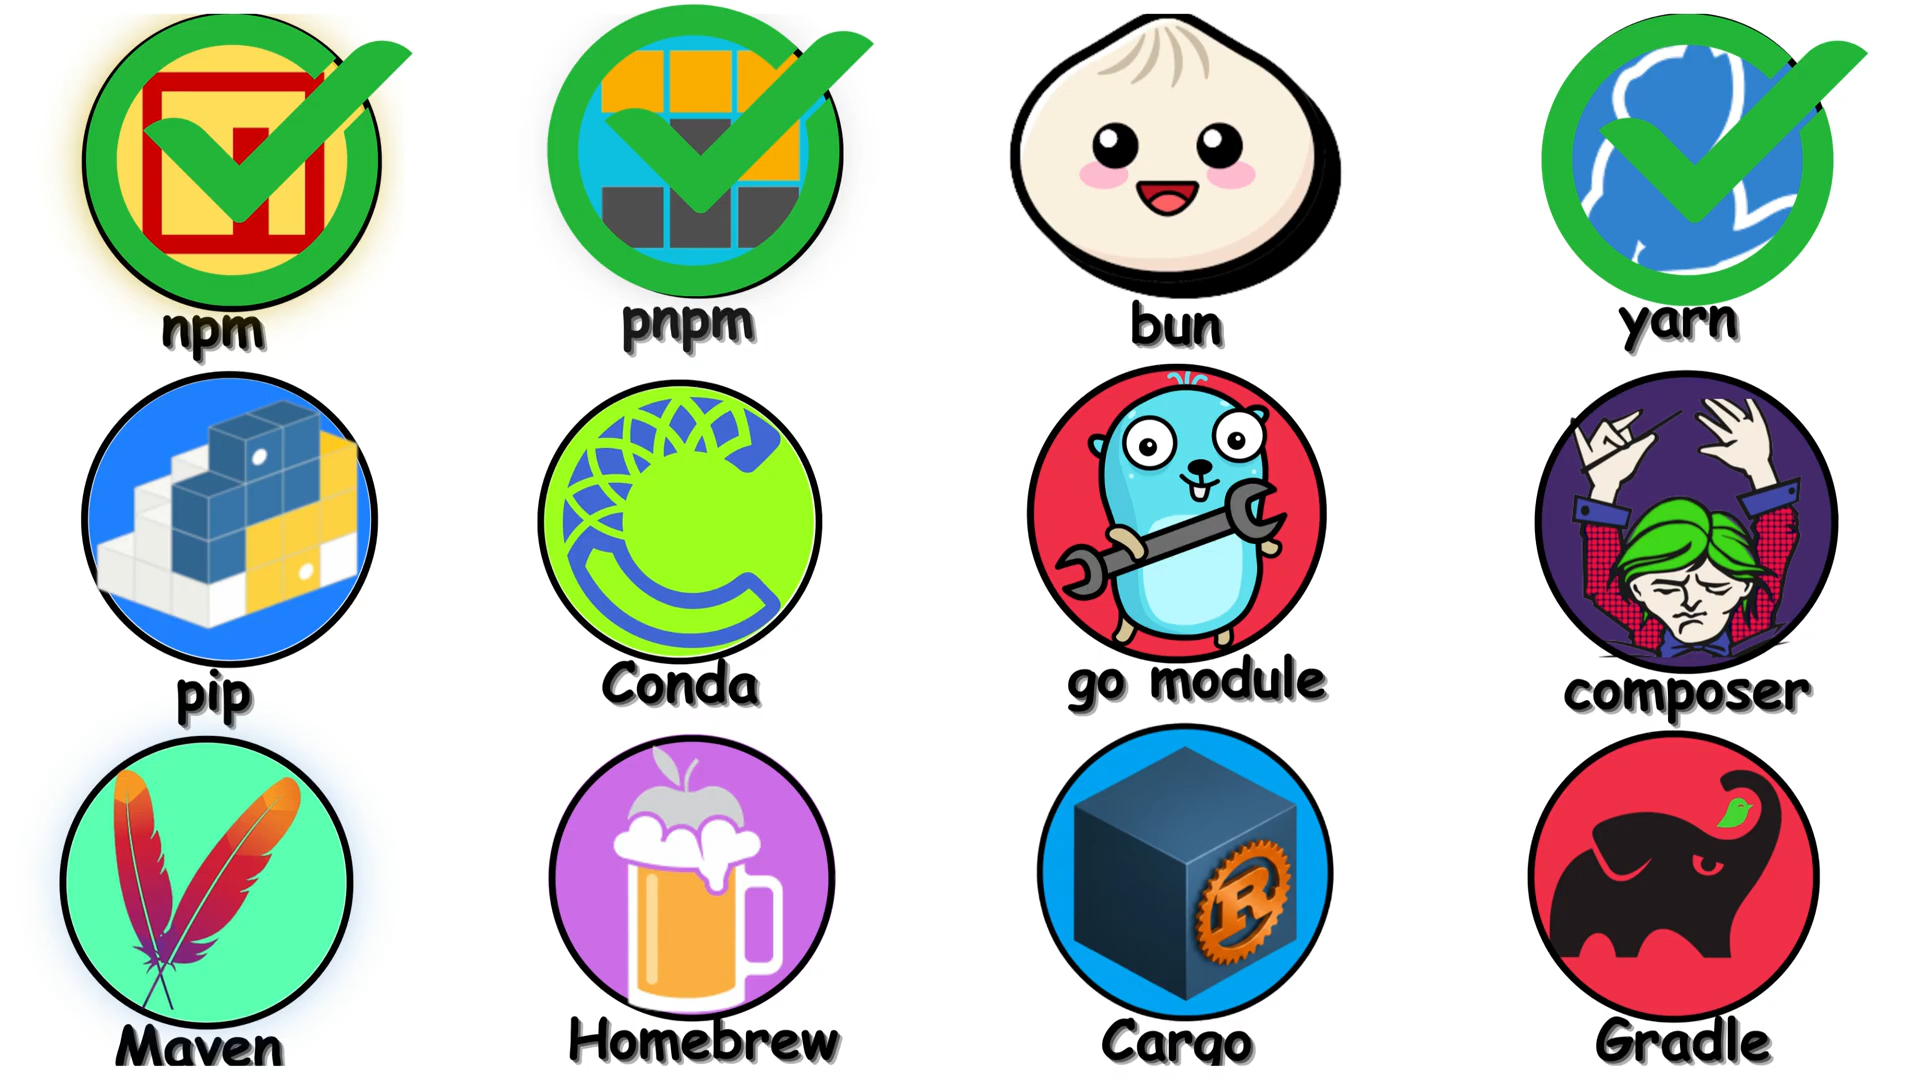 npm
pnpm
bun
yarn
pip
Conda
go module
composer
Maven
Homebrew
R
Cargo
Gradle